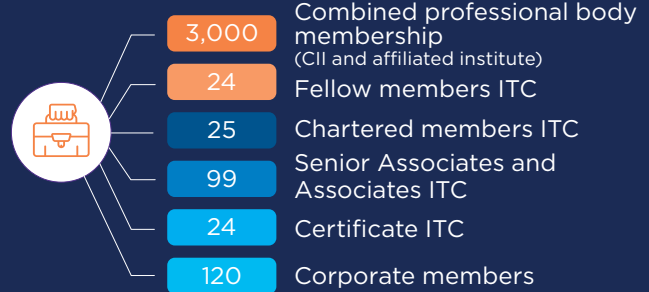 3,000
Combined professional body
membership
(CII and affiliated institute)
24
Fellow members ITC
25
Chartered members ITC
99
Senior Associates and
Associates ITC
24
Certificate ITC
120
Corporate members